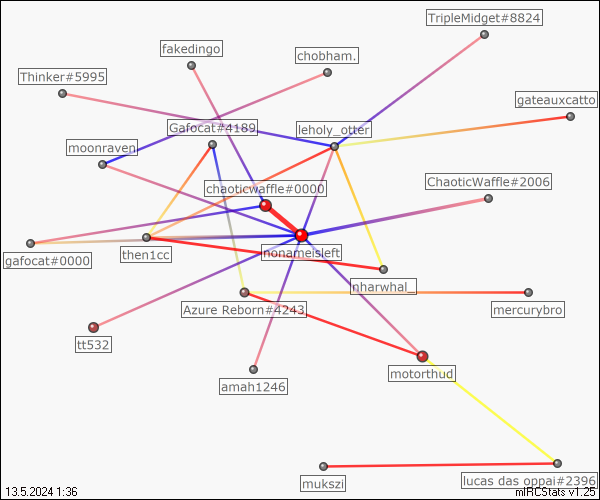 TripleMidget#8824
fakedingo
chobham.
Thinker#5995
gateauxcatto
Gafocat#4189
leholy_otter
moonraven
chaoticwaffle#0000
ChaoticWaffle#2006
gafocat#0000
then1cc
nonameisleft
nharwhal_
Azure Reborn#4243
mercurybro
tt532
motorthud
amah1246
mukszi
lucas das oppai#2396
13.5.2024 1:36
mIRCStats v1.25